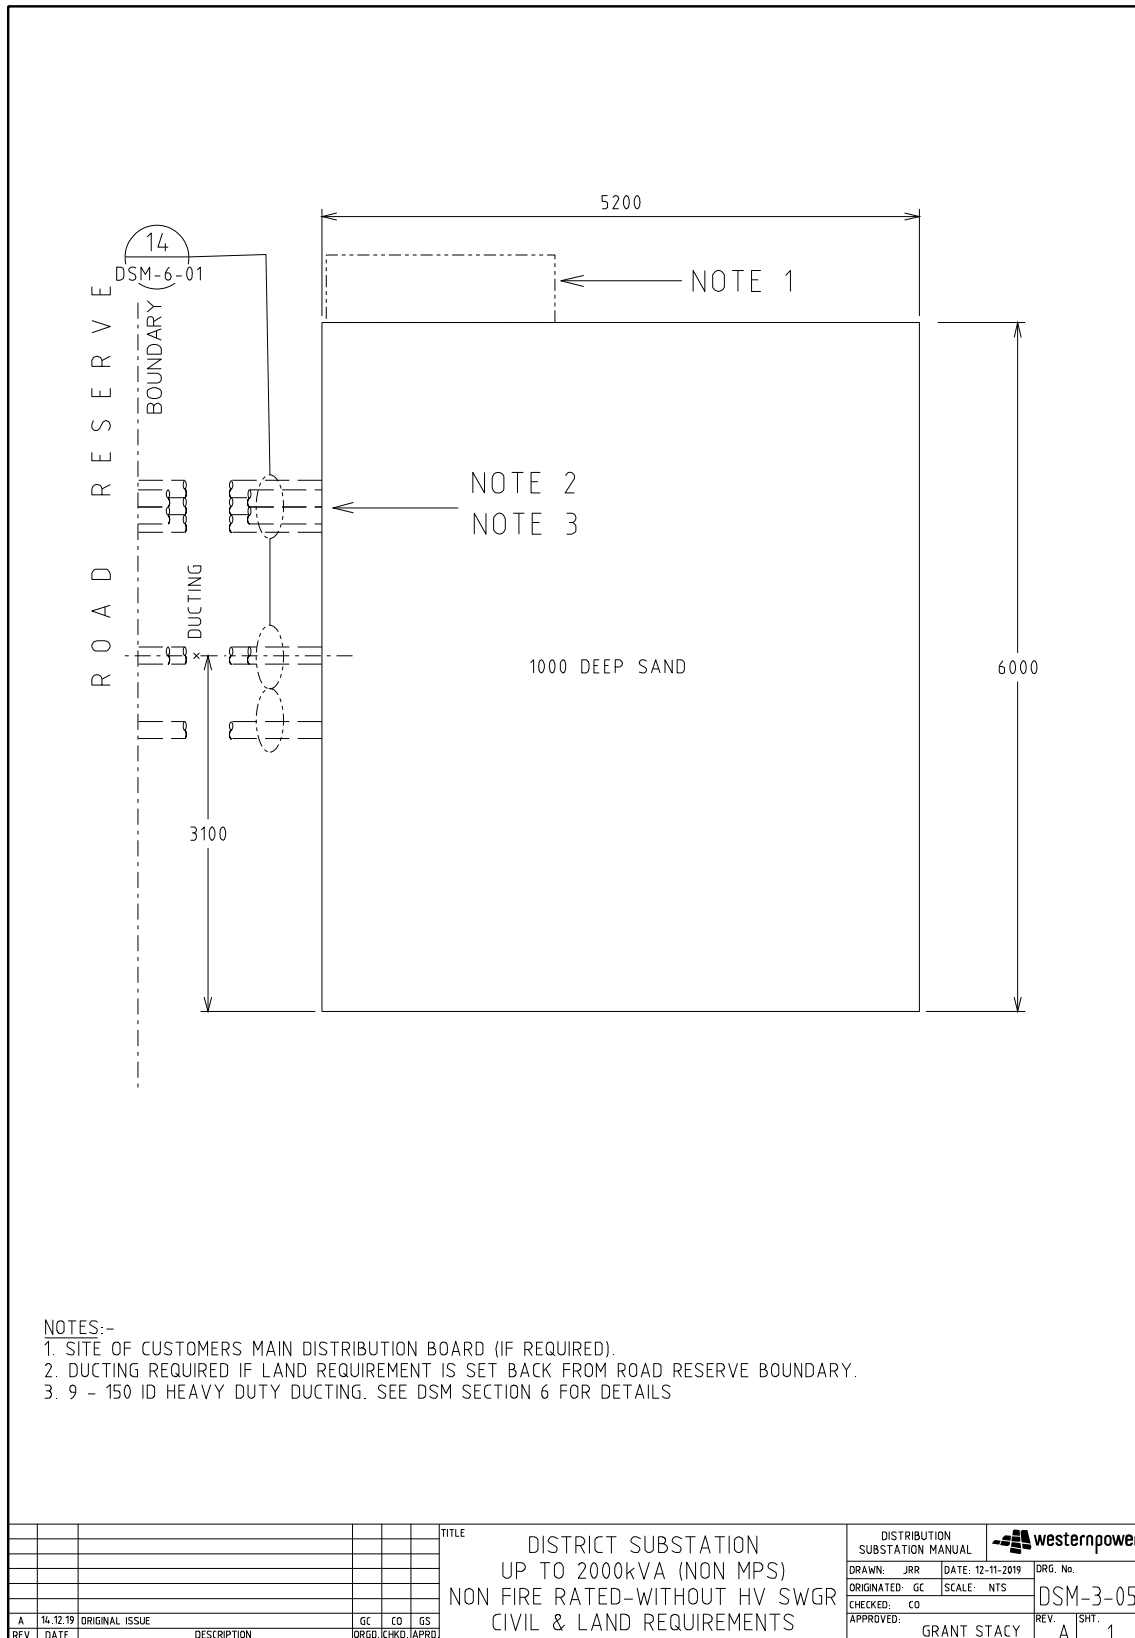 5200
14
DSM-6-01
NOTE 1
ROAD RESERVE
BOUNDARY
NOTE 2
NOTE 3
DUCTING
1000 DEEP SAND
6000
3100
NOTES:-
1. SITE OF CUSTOMERS MAIN DISTRIBUTION BOARD (IF REQUIRED).
2. DUCTING REQUIRED IF LAND REQUIREMENT IS SET BACK FROM ROAD RESERVE BOUNDARY.
3. 9 - 150 ID HEAVY DUTY DUCTING. SEE DSM SECTION 6 FOR DETAILS
A 14.12.19 ORIGINAL ISSUE GC CO GS
REV DATE DESCRIPTION ORGD. CHKD. APRD.
TITLE
DISTRICT SUBSTATION
UP TO 2000kVA (NON MPS)
NON FIRE RATED-WITHOUT HV SWGR
CIVIL & LAND REQUIREMENTS
DISTRIBUTION
SUBSTATION MANUAL
westernpower
DRAWN: JRR DATE: 12-11-2019
ORIGINATED: GC SCALE: NTS
CHECKED: CO
APPROVED:
GRANT STACY
DRG. No.
DSM-3-05
REV. SHT.
A 1